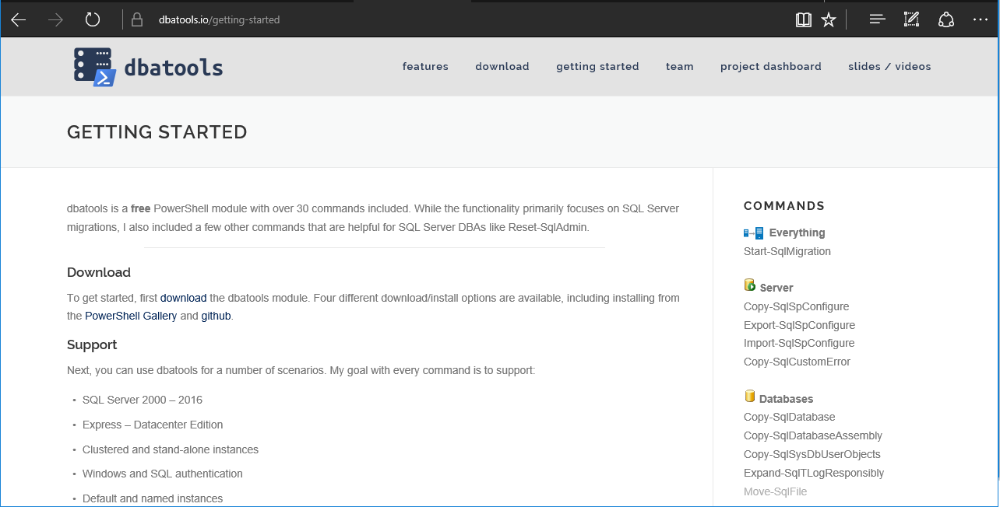 dbatools.io/getting-started
dbatools
features download getting started team project dashboard slides / videos
GETTING STARTED
dbatools is a free PowerShell module with over 30 commands included. While the functionality primarily focuses on SQL Server
migrations, I also included a few other commands that are helpful for SQL Server DBAs like Reset-SqlAdmin.
Download
To get started, first download the dbatools module. Four different download/install options are available, including installing from
the PowerShell Gallery and github.
Support
Next, you can use dbatools for a number of scenarios. My goal with every command is to support:
• SQL Server 2000 – 2016
• Express – Datacenter Edition
• Clustered and stand-alone instances
• Windows and SQL authentication
• Default and named instances
COMMANDS
Everything
Start-SqlMigration
Server
Copy-SqlSpConfigure
Export-SqlSpConfigure
Import-SqlSpConfigure
Copy-SqlCustomError
Databases
Copy-SqlDatabase
Copy-SqlDatabaseAssembly
Copy-SqlSysDbUserObjects
Expand-SqlTLogResponsibly
Move-SqlFile